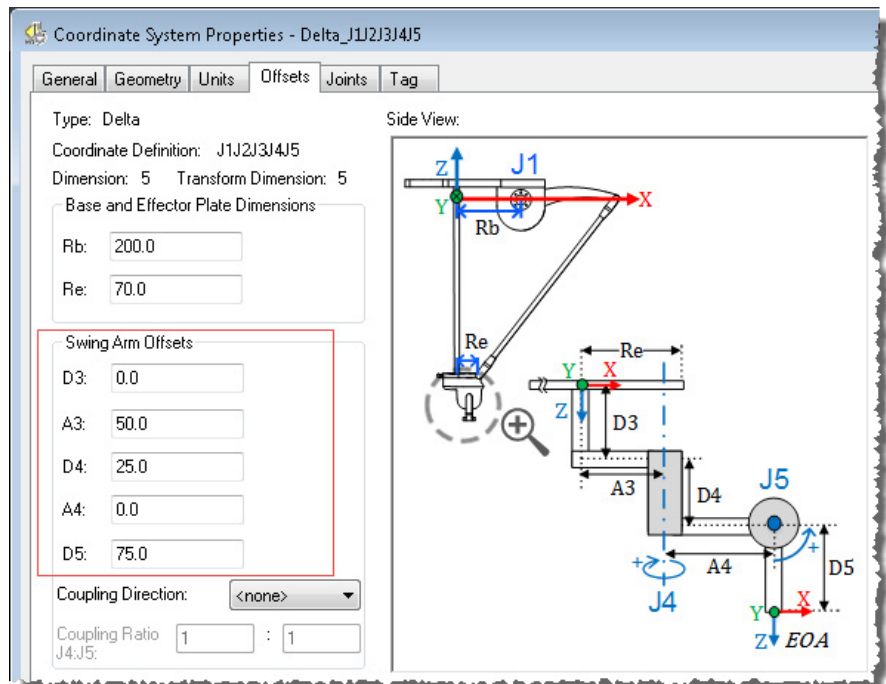 Coordinate System Properties - Delta_J1J2J3J4J5
General Geometry Units Offsets Joints Tag
Type: Delta
Coordinate Definition: J1J2J3J4J5
Dimension: 5 Transform Dimension: 5
Base and Effector Plate Dimensions
Rb: 200.0
Re: 70.0
Swing Arm Offsets
D3: 0.0
A3: 50.0
D4: 25.0
A4: 0.0
D5: 75.0
Coupling Direction: <none>
Coupling Ratio J4:J5: 1 : 1
Side View:
Z
J1
X
Y
Rb
Re
Re
Y
X
Z
D3
A3
D4
J5
+
A4
D5
+
J4
Y
X
Z
EOA